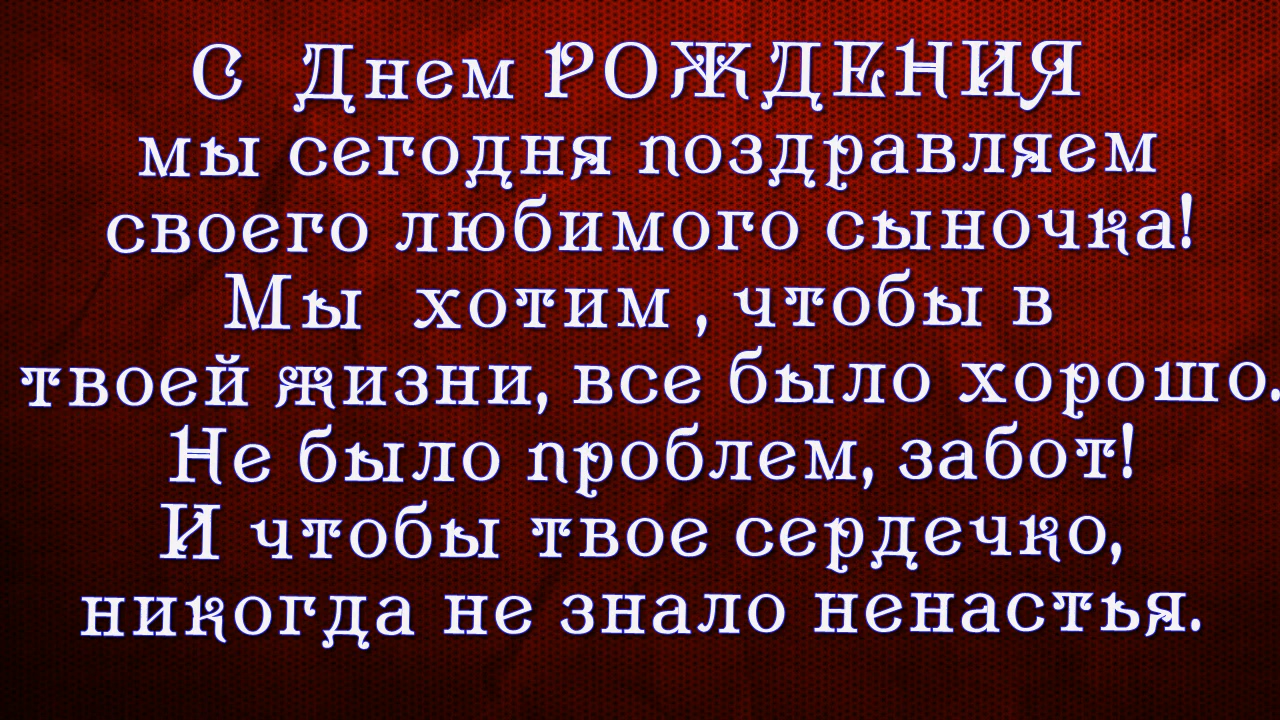 С Днем РОЖДЕНИЯ
мы сегодня поздравляем
своего любимого сыночка!
Мы хотим , чтобы в
твоей жизни, все было хорошо.
Не было проблем, забот!
И чтобы твое сердечко,
никогда не знало ненастья.